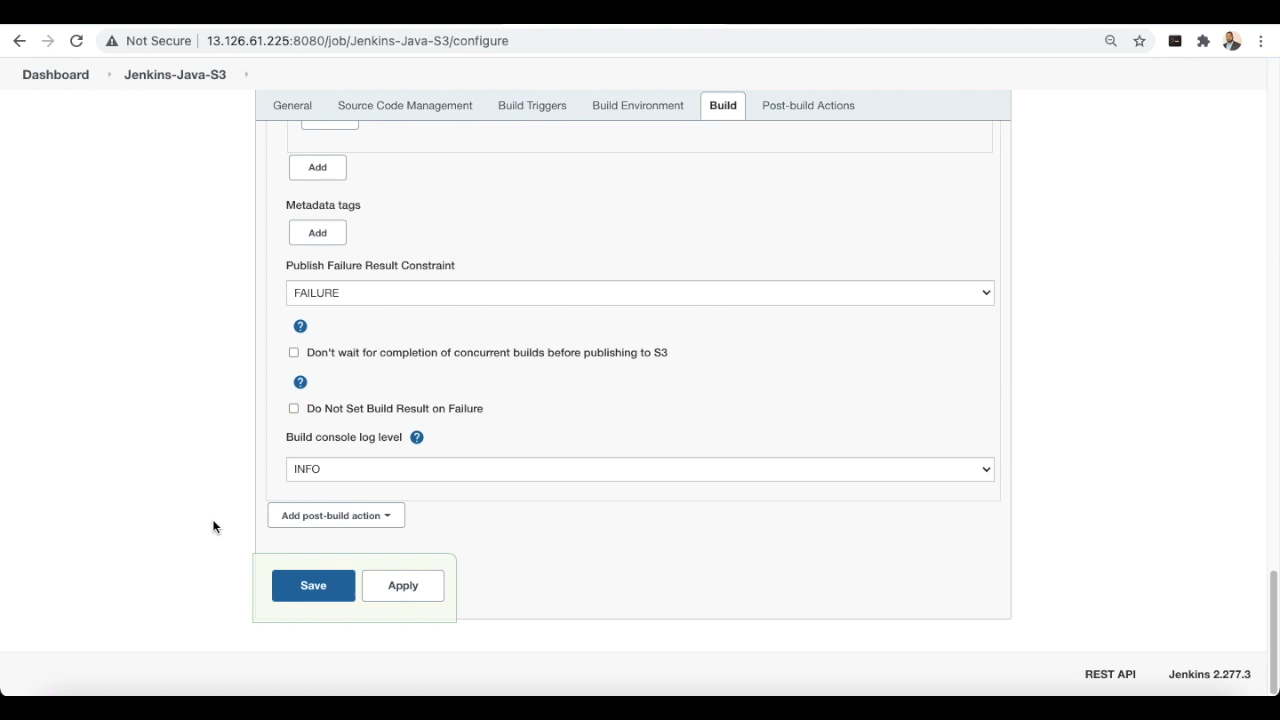 Not Secure 13.126.61.225:8080/job/Jenkins-Java-S3/configure
Dashboard Jenkins-Java-S3
General Source Code Management Build Triggers Build Environment Build Post-build Actions
Add
Metadata tags
Add
Publish Failure Result Constraint
FAILURE
?
Don't wait for completion of concurrent builds before publishing to S3
?
Do Not Set Build Result on Failure
Build console log level ?
INFO
Add post-build action
Save Apply
REST API Jenkins 2.277.3